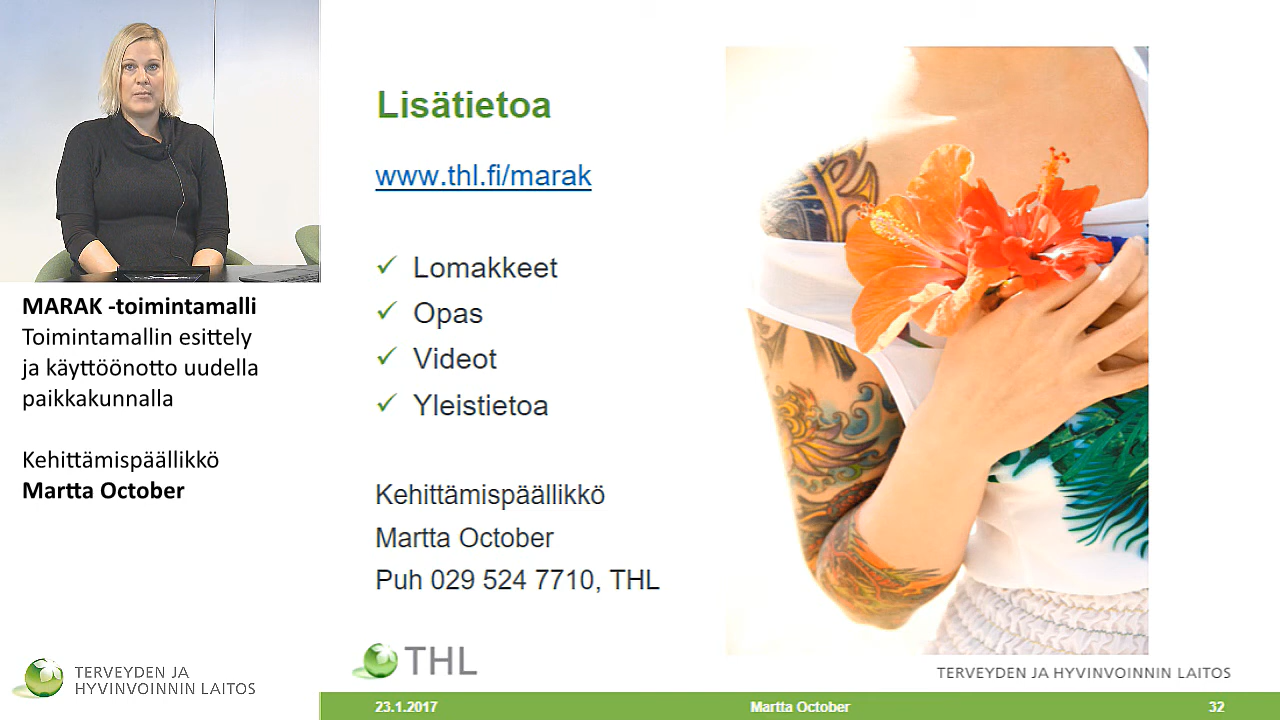 MARAK -toimintamalli
Toimintamallin esittely
ja käyttöönotto uudella
paikkakunnalla
Kehittämispäällikkö
Martta October
TERVEYDEN JA
HYVINVOINNIN LAITOS
Lisätietoa
www.thl.fi/marak
✓ Lomakkeet
✓ Opas
✓ Videot
✓ Yleistietoa
Kehittämispäällikkö
Martta October
Puh 029 524 7710, THL
THL
TERVEYDEN JA HYVINVOINNIN LAITOS
23.1.2017
Martta October
32